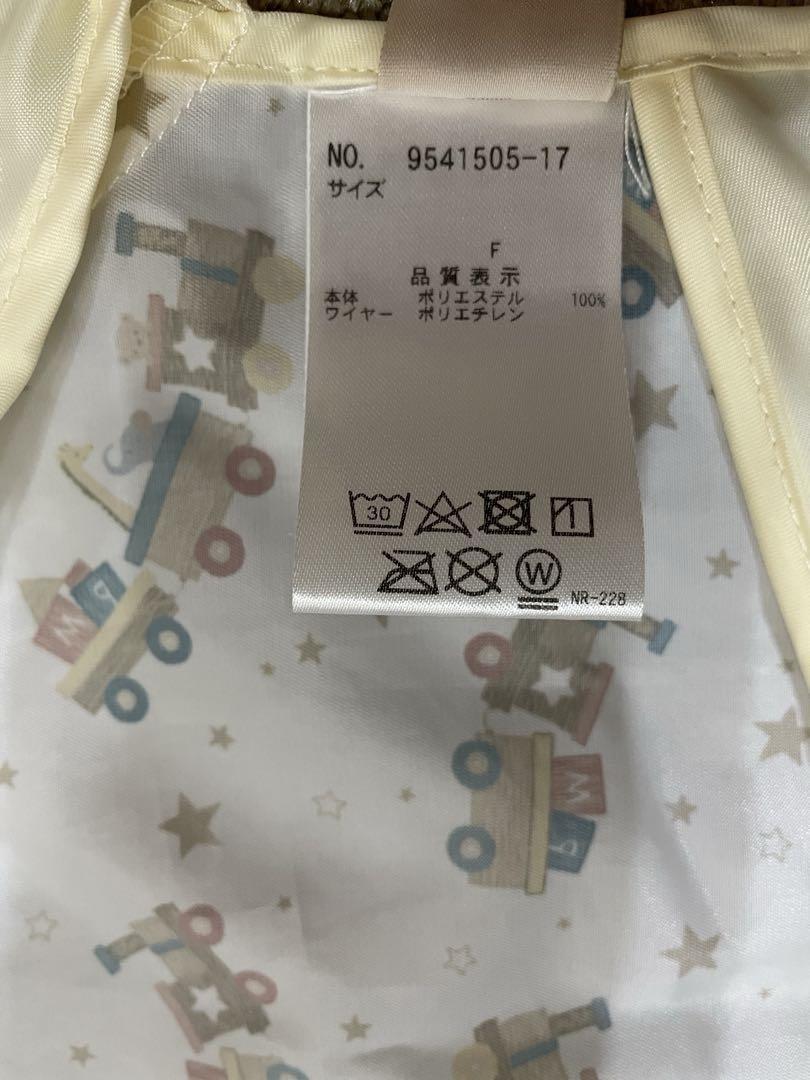 NO. 9541505-17
サイズ
F
品質表示
本体 ポリエステル 100%
ワイヤー ポリエチレン
30
W
NR-228